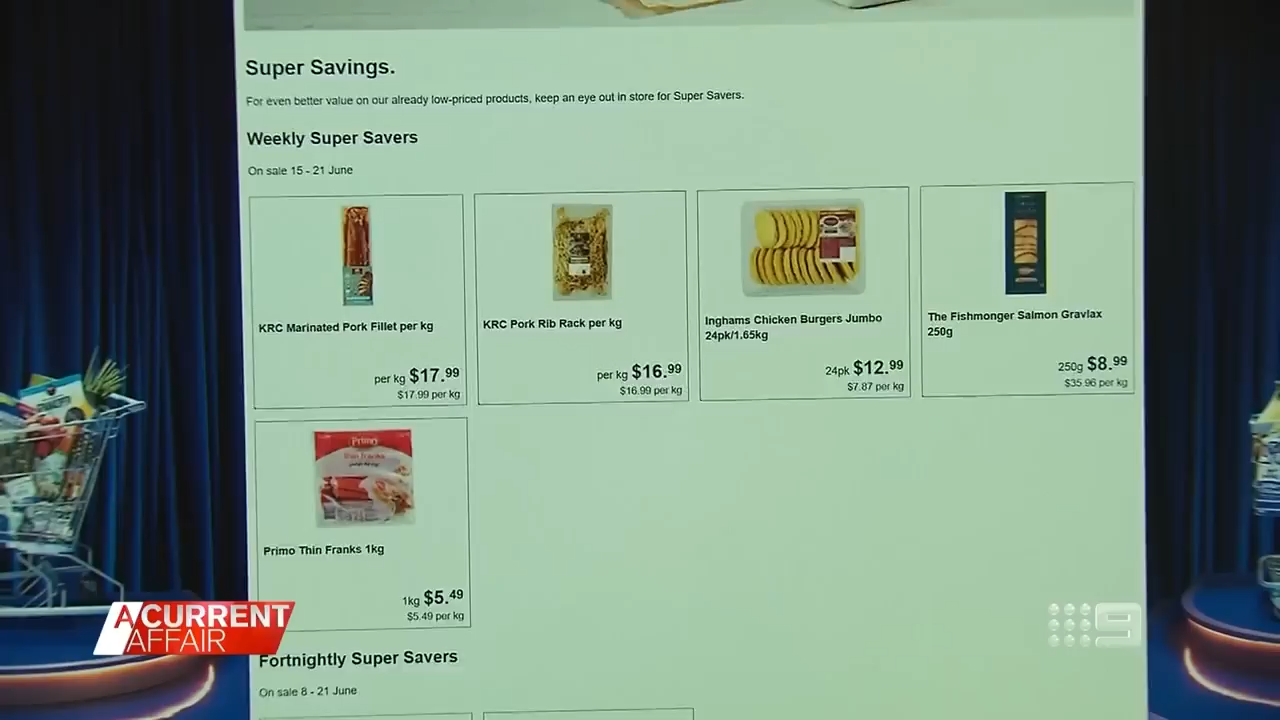 Super Savings.
For even better value on our already low-priced products, keep an eye out in store for Super Savers.
Weekly Super Savers
On sale 15 - 21 June
KRC Marinated Pork Fillet per kg
per kg $17.99
$17.99 per kg
KRC Pork Rib Rack per kg
per kg $16.99
$16.99 per kg
Inghams Chicken Burgers Jumbo
24pk/1.65kg
24pk $12.99
$7.87 per kg
The Fishmonger Salmon Gravlax
250g
250g $8.99
$35.96 per kg
Primo
thin franks
Primo Thin Franks 1kg
1kg $5.49
$5.49 per kg
A CURRENT
AFFAIR
9
Fortnightly Super Savers
On sale 8 - 21 June